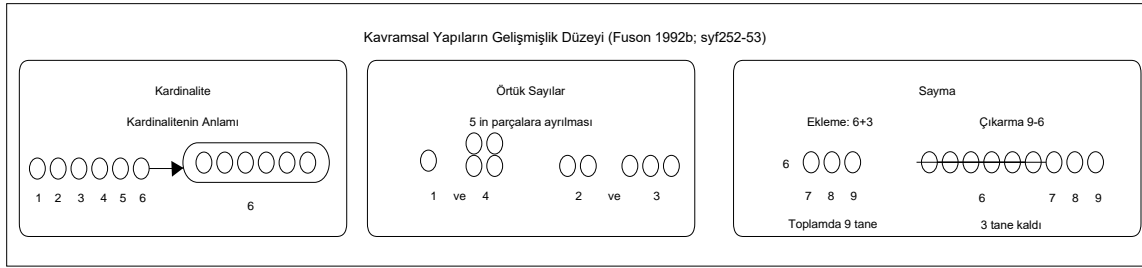 Kavramsal Yapıların Gelişmişlik Düzeyi (Fuson 1992b; syf252-53)
Kardinalite
Kardinalitenin Anlamı
1 2 3 4 5 6
6
Örtük Sayılar
5 in parçalara ayrılması
1 ve 4 2 ve 3
Sayma
Ekleme: 6+3 Çıkarma 9-6
6
7 8 9 6 7 8 9
Toplamda 9 tane 3 tane kaldı